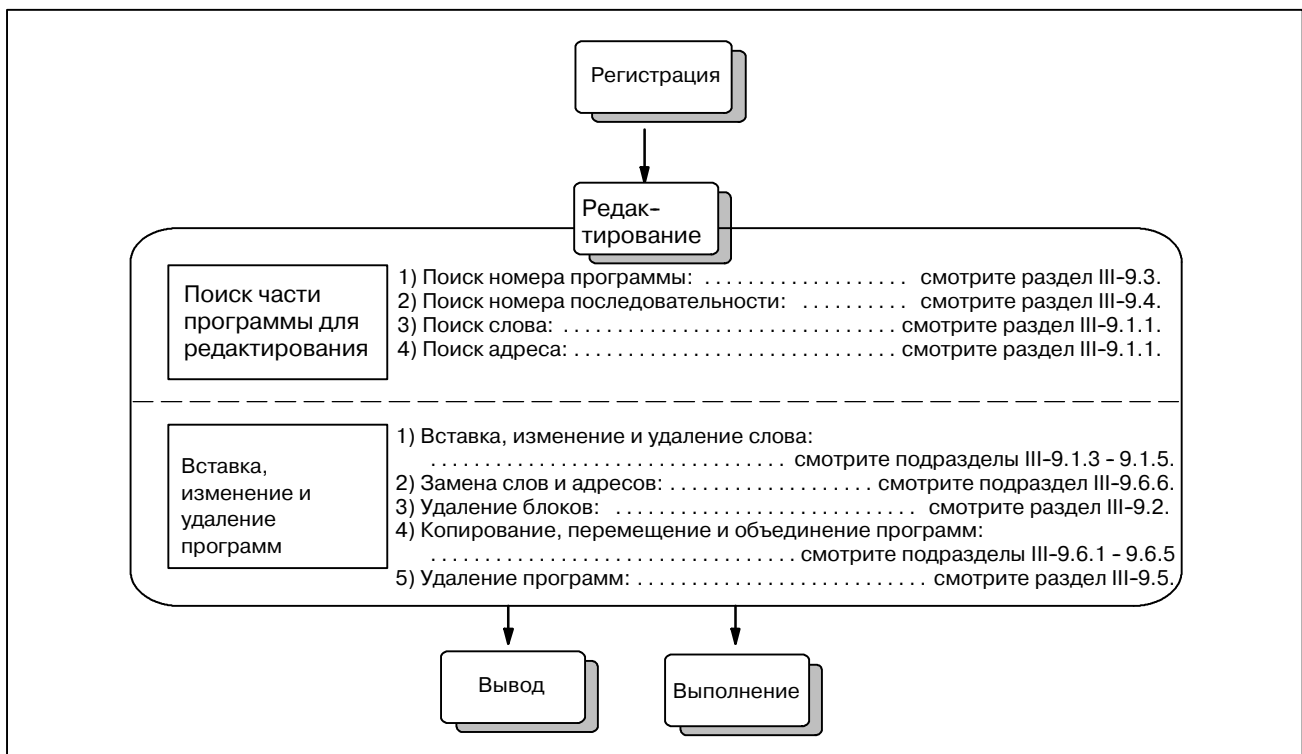 Регистрация
Редак-
тирование
Поиск части
программы для
редактирования
1) Поиск номера программы: . . . . . . . . . . . . . . . . . . . смотрите раздел III-9.3.
2) Поиск номера последовательности: . . . . . . . . . . смотрите раздел III-9.4.
3) Поиск слова: . . . . . . . . . . . . . . . . . . . . . . . . . . . . . . . смотрите раздел III-9.1.1.
4) Поиск адреса: . . . . . . . . . . . . . . . . . . . . . . . . . . . . . . смотрите раздел III-9.1.1.
Вставка,
изменение и
удаление
программ
1) Вставка, изменение и удаление слова:
. . . . . . . . . . . . . . . . . . . . . . . . . . . . . . . . . смотрите подразделы III-9.1.3 - 9.1.5.
2) Замена слов и адресов: . . . . . . . . . . . . . . . . . . . смотрите подраздел III-9.6.6.
3) Удаление блоков: . . . . . . . . . . . . . . . . . . . . . . . . . . . смотрите раздел III-9.2.
4) Копирование, перемещение и объединение программ:
. . . . . . . . . . . . . . . . . . . . . . . . . . . . . . . . . . смотрите подразделы III-9.6.1 - 9.6.5
5) Удаление программ: . . . . . . . . . . . . . . . . . . . . . . . . . . . смотрите раздел III-9.5.
Вывод
Выполнение